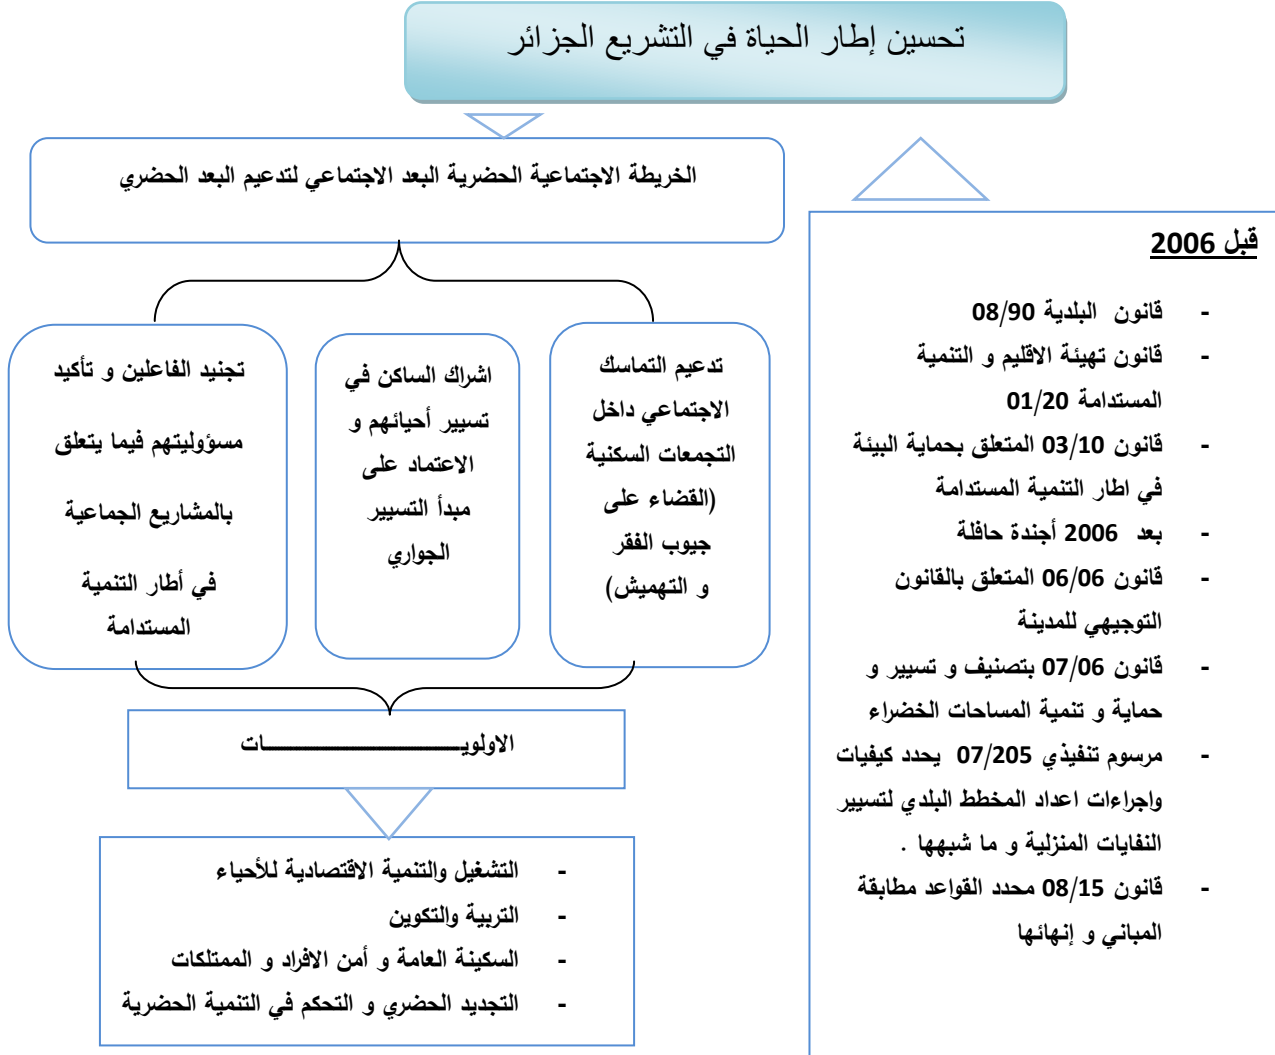 تحسين إطار الحياة في التشريع الجزائر
الخريطة الاجتماعية الحضرية البعد الاجتماعي لتدعيم البعد الحضري
قبل 2006
- قانون البلدية 08/90
- قانون تهيئة الاقليم و التنمية
المستدامة 01/20
- قانون 03/10 المتعلق بحماية البيئة
في اطار التنمية المستدامة
- بعد 2006 أجندة حافلة
- قانون 06/06 المتعلق بالقانون
التوجيهي للمدينة
- قانون 07/06 بتصنيف و تسيير و
حماية و تنمية المساحات الخضراء
- مرسوم تنفيذي 07/205 يحدد كيفيات
واجراءات اعداد المخطط البلدي لتسيير
النفايات المنزلية و ما شبهها .
- قانون 08/15 محدد القواعد مطابقة
المباني و إنهائها
تدعيم التماسك
الاجتماعي داخل
التجمعات السكنية
(القضاء على
جيوب الفقر
و التهميش)
اشراك الساكن في
تسيير أحيائهم و
الاعتماد على
مبدأ التسيير
الجواري
تجنيد الفاعلين و تأكيد
مسؤوليتهم فيما يتعلق
بالمشاريع الجماعية
في أطار التنمية
المستدامة
الاولويـــــــــــــــــــــات
- التشغيل والتنمية الاقتصادية للأحياء
- التربية والتكوين
- السكينة العامة و أمن الافراد و الممتلكات
- التجديد الحضري و التحكم في التنمية الحضرية